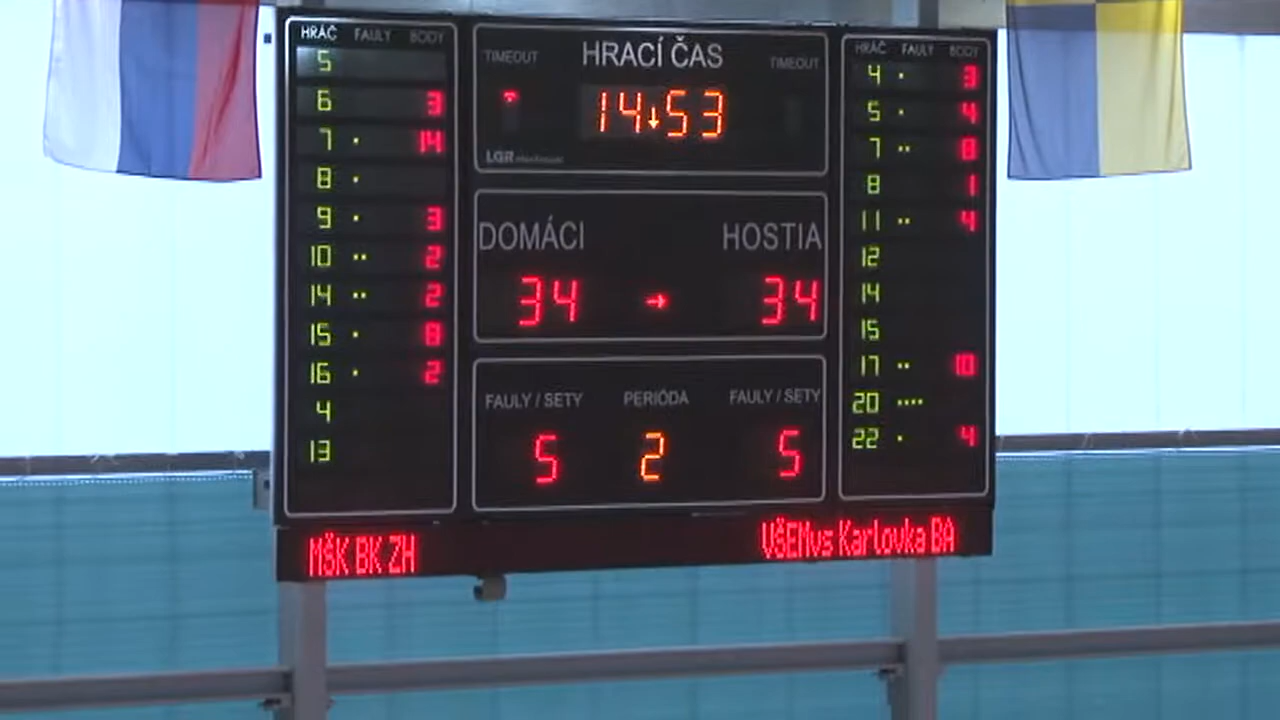 HRÁČ FAULY BODY
5
6 3
7 14
8
9 3
10 2
14 2
15 8
16 2
4
13
TIMEOUT HRACÍ ČAS TIMEOUT
14↓53
LGR
DOMÁCI HOSTIA
34 → 34
FAULY / SETY PERIÓDA FAULY / SETY
5 2 5
HRÁČ FAULY BODY
4 3
5 4
7 8
8 1
11 4
12
14
15
17 10
20
22 4
MŠK BK ZH VŠEMvs Karlovka BA